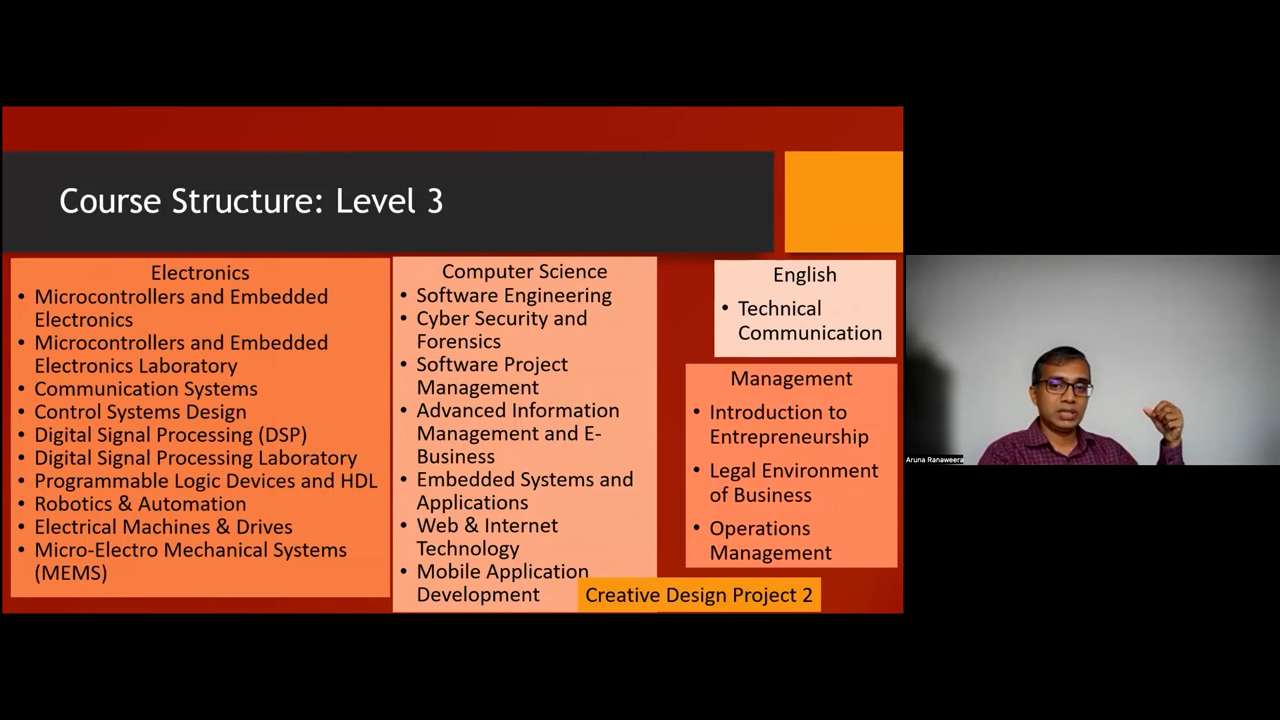 Course Structure: Level 3
Electronics
• Microcontrollers and Embedded
Electronics
• Microcontrollers and Embedded
Electronics Laboratory
• Communication Systems
• Control Systems Design
• Digital Signal Processing (DSP)
• Digital Signal Processing Laboratory
• Programmable Logic Devices and HDL
• Robotics & Automation
• Electrical Machines & Drives
• Micro-Electro Mechanical Systems
(MEMS)
Computer Science
• Software Engineering
• Cyber Security and
Forensics
• Software Project
Management
• Advanced Information
Management and E-
Business
• Embedded Systems and
Applications
• Web & Internet
Technology
• Mobile Application
Development
English
• Technical
Communication
Management
• Introduction to
Entrepreneurship
• Legal Environment
of Business
• Operations
Management
Creative Design Project 2
Aruna Ranaweera